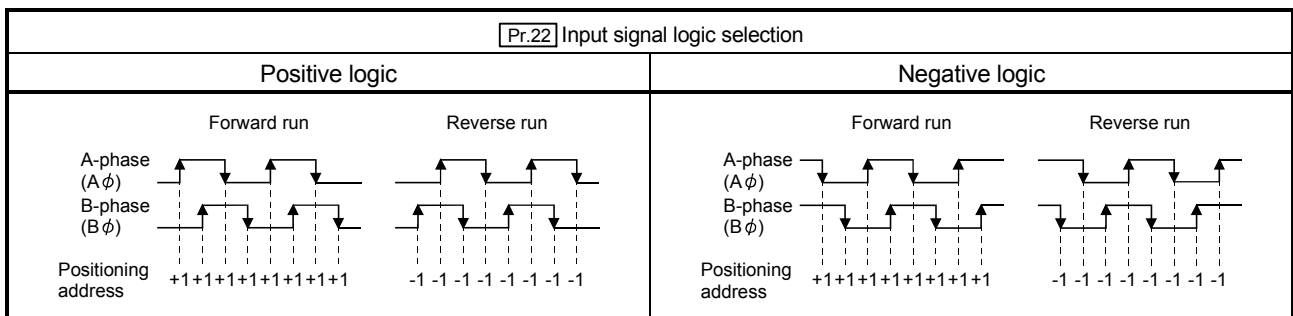 Pr.22 Input signal logic selection
Positive logic
Negative logic
Forward run
Reverse run
A-phase
(Aϕ)
B-phase
(Bϕ)
Positioning
address
+1+1+1+1+1+1+1+1
-1 -1 -1 -1 -1 -1 -1 -1
Forward run
Reverse run
A-phase
(Aϕ)
B-phase
(Bϕ)
Positioning
address
+1+1+1+1+1+1+1+1
-1 -1 -1 -1 -1 -1 -1 -1